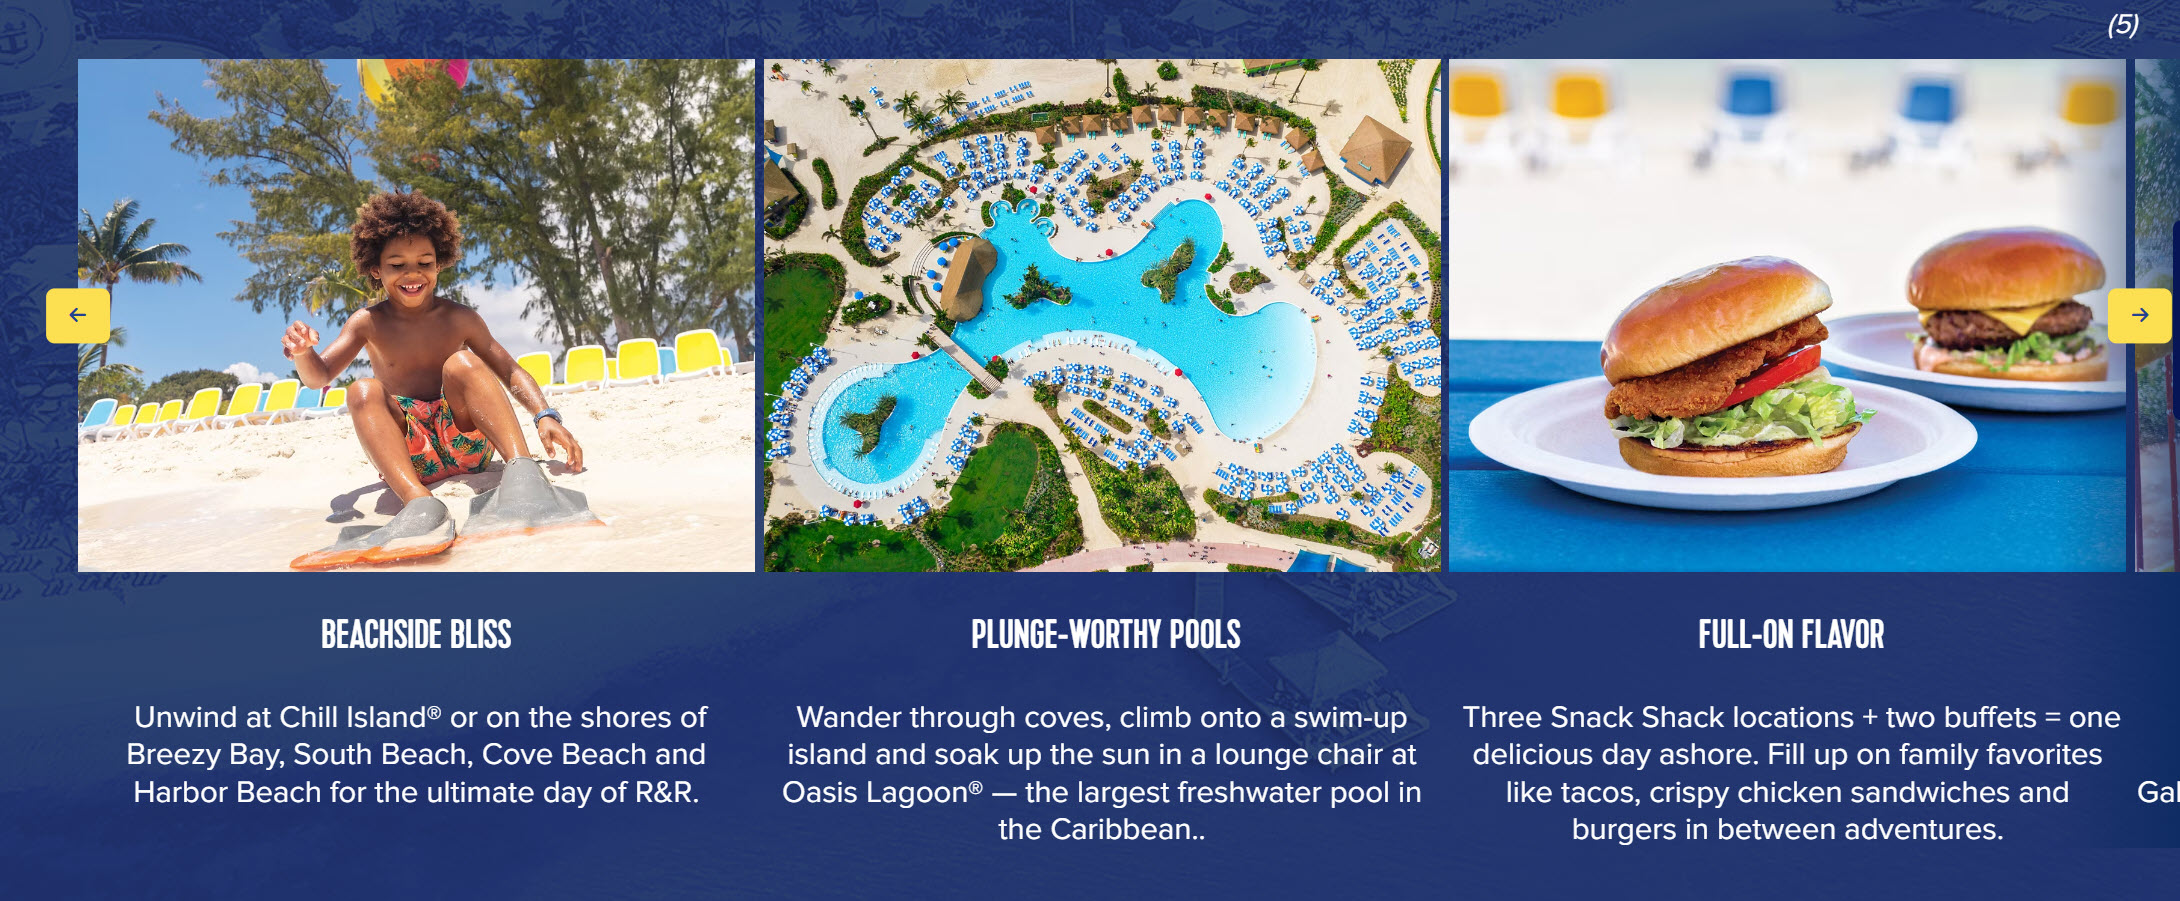 (5)
BEACHSIDE BLISS
Unwind at Chill Island® or on the shores of
Breezy Bay, South Beach, Cove Beach and
Harbor Beach for the ultimate day of R&R.
PLUNGE-WORTHY POOLS
Wander through coves, climb onto a swim-up
island and soak up the sun in a lounge chair at
Oasis Lagoon® — the largest freshwater pool in
the Caribbean..
FULL-ON FLAVOR
Three Snack Shack locations + two buffets = one
delicious day ashore. Fill up on family favorites
like tacos, crispy chicken sandwiches and
burgers in between adventures.